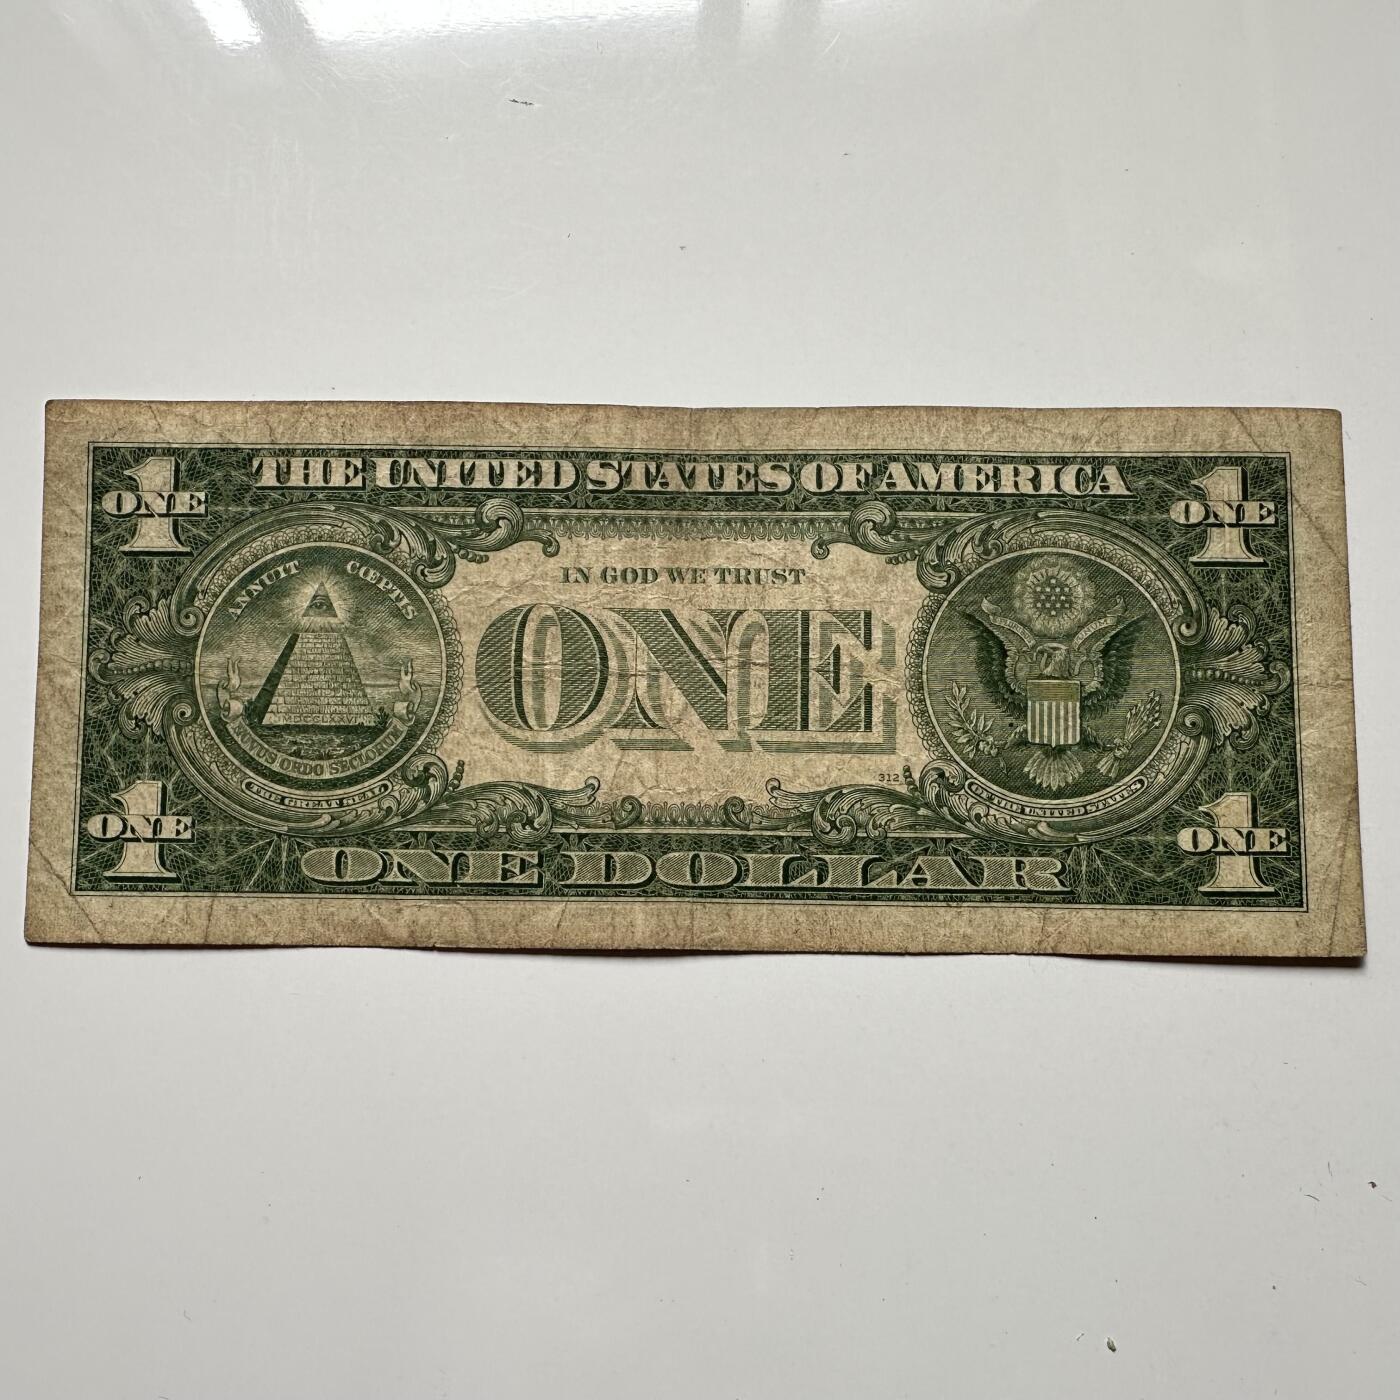 THE UNITED STATES OF AMERICA
1 ONE
1 ONE
ANNUIT CŒPTIS
IN GOD WE TRUST
ONE
MDCCLXXVI
NOVUS ORDO SECLORUM
312
THE GREAT SEAL
OF THE UNITED STATES
1 ONE
1 ONE
ONE DOLLAR